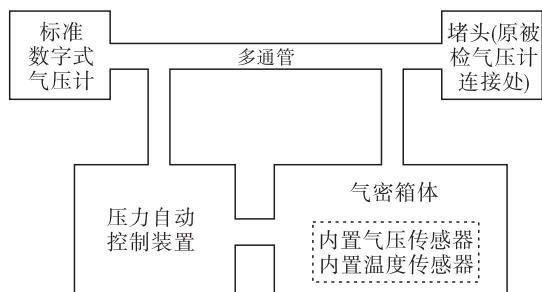 标准
数字式
气压计
多通管
堵头(原被
检气压计
连接处)
压力自动
控制装置
气密箱体
内置气压传感器
内置温度传感器